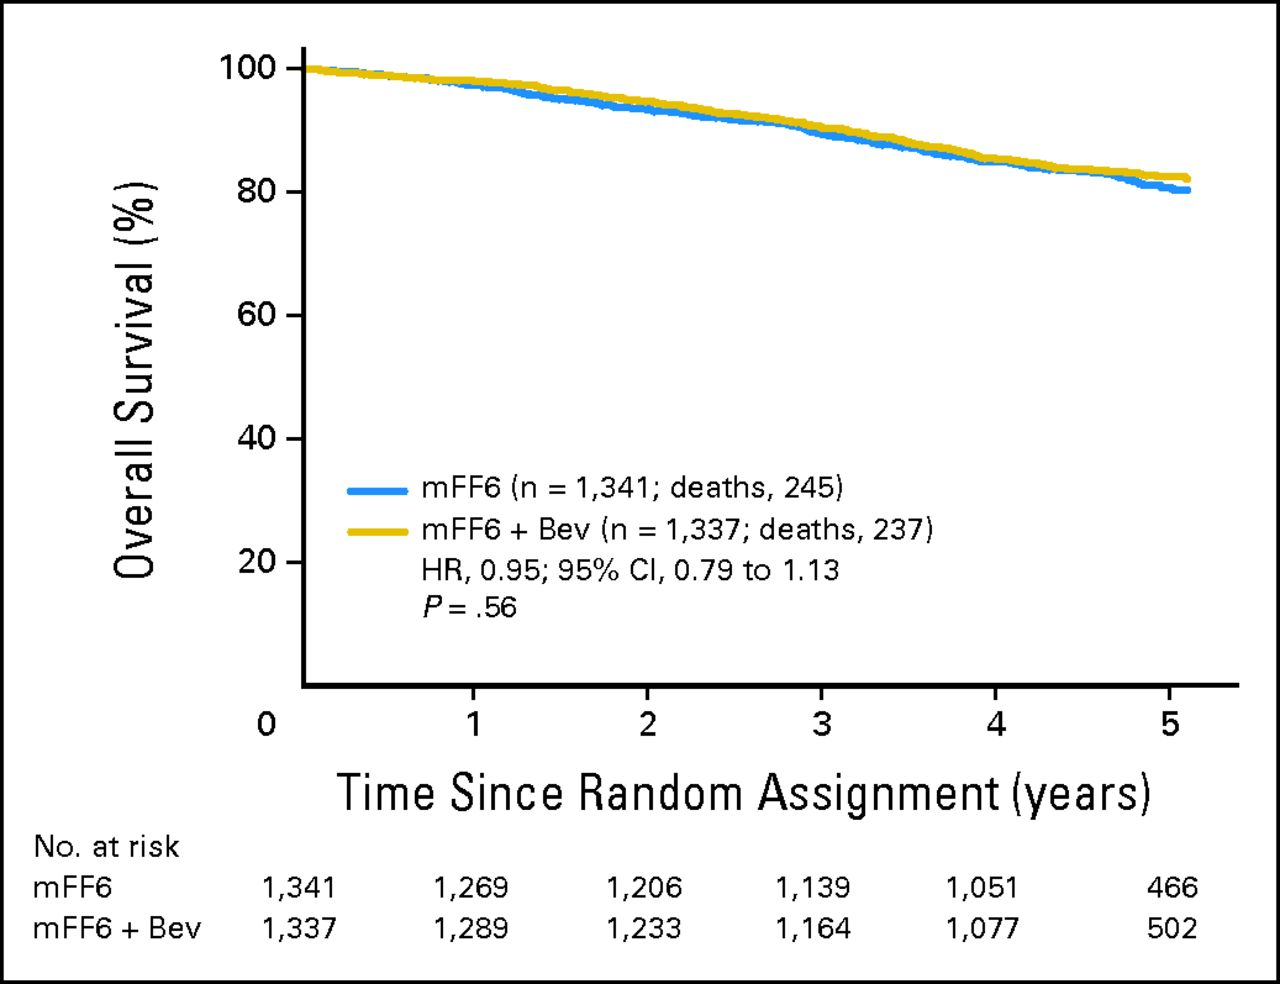 100
80
60
40
20
Overall Survival (%)
mFF6 (n = 1,341; deaths, 245)
mFF6 + Bev (n = 1,337; deaths, 237)
HR, 0.95; 95% CI, 0.79 to 1.13
P = .56
0 1 2 3 4 5
Time Since Random Assignment (years)
No. at risk
mFF6 1,341 1,269 1,206 1,139 1,051 466
mFF6 + Bev 1,337 1,289 1,233 1,164 1,077 502